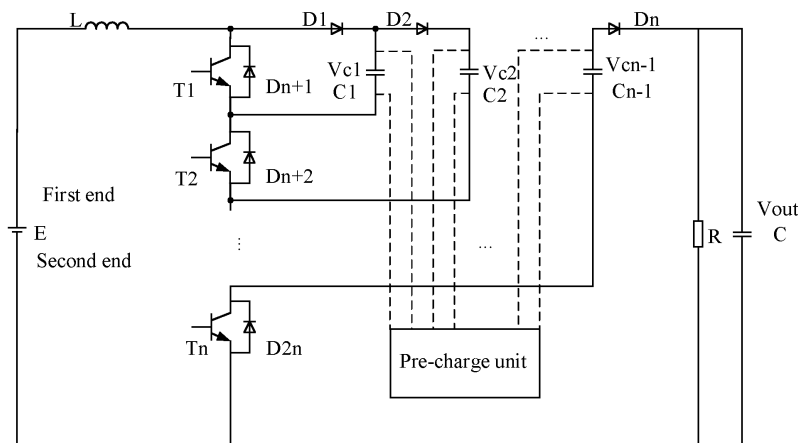 L
D1
D2
Dn
...
T1
Dn+1
Vc1
C1
Vc2
C2
Vcn-1
Cn-1
T2
Dn+2
First end
E
Second end
...
...
R
Vout
C
Tn
D2n
Pre-charge unit